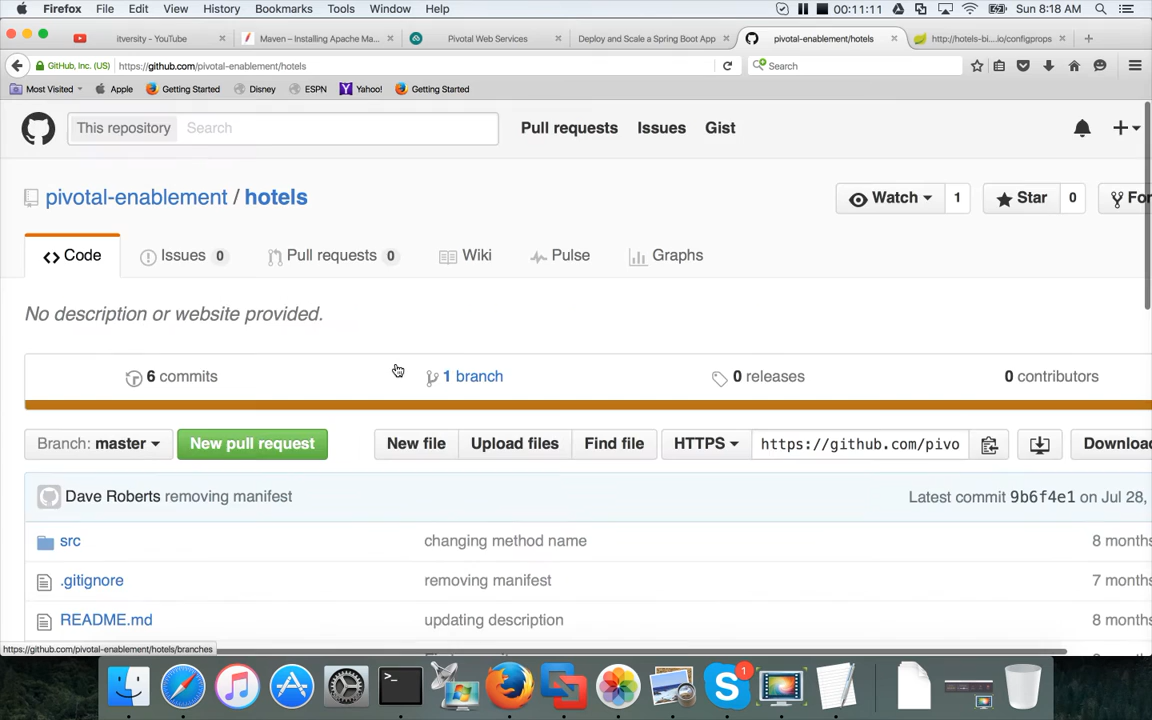 Firefox File Edit View History Bookmarks Tools Window Help 00:11:11 Sun 8:18 AM
itversity - YouTube Maven – Installing Apache Ma... Pivotal Web Services Deploy and Scale a Spring Boot App pivotal-enablement/hotels http://hotels-bi....io/configprops
GitHub, Inc. (US) https://github.com/pivotal-enablement/hotels Search
Most Visited Apple Getting Started Disney ESPN Yahoo! Getting Started
This repository Search Pull requests Issues Gist
pivotal-enablement / hotels Watch 1 Star 0 For
Code Issues 0 Pull requests 0 Wiki Pulse Graphs
No description or website provided.
6 commits 1 branch 0 releases 0 contributors
Branch: master New pull request New file Upload files Find file HTTPS https://github.com/pivo Downloa
Dave Roberts removing manifest Latest commit 9b6f4e1 on Jul 28,
src changing method name 8 month
.gitignore removing manifest 7 month
README.md updating description 8 month
https://github.com/pivotal-enablement/hotels/branches
1